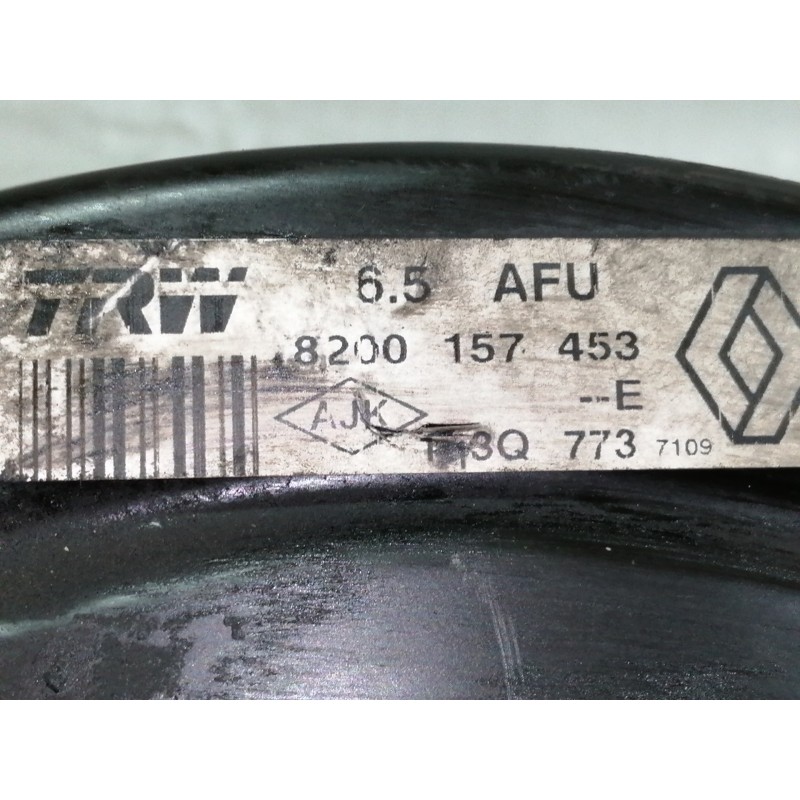 TRW
6.5 AFU
8200 157 453
--E
AJK
773 7109